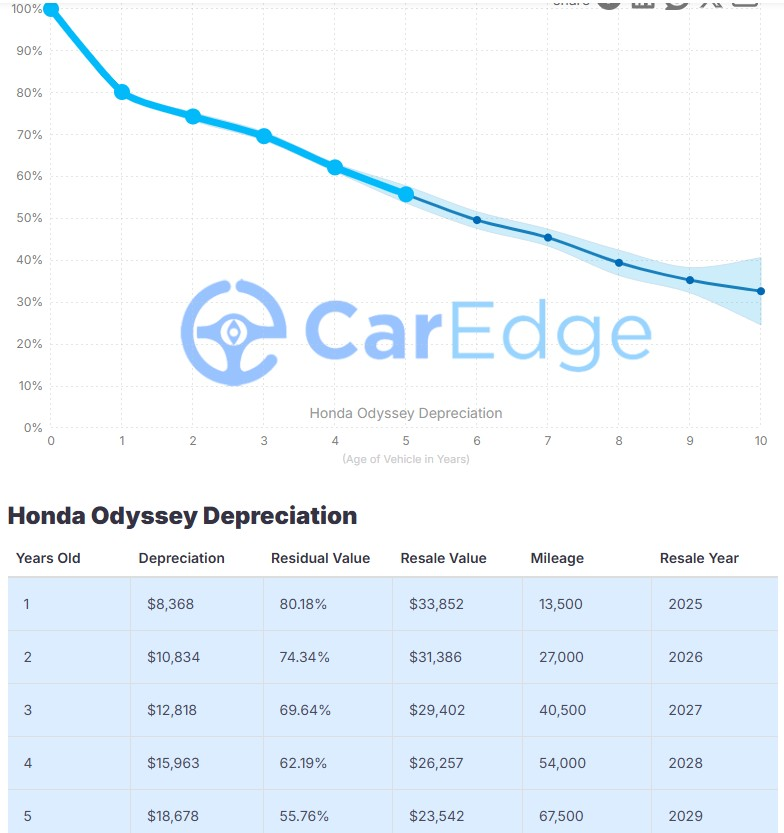 Share
100%
90%
80%
70%
60%
50%
40%
30%
20%
10%
0%
CarEdge
Honda Odyssey Depreciation
0 1 2 3 4 5 6 7 8 9 10
(Age of Vehicle in Years)
Honda Odyssey Depreciation
Years Old Depreciation Residual Value Resale Value Mileage Resale Year
1 $8,368 80.18% $33,852 13,500 2025
2 $10,834 74.34% $31,386 27,000 2026
3 $12,818 69.64% $29,402 40,500 2027
4 $15,963 62.19% $26,257 54,000 2028
5 $18,678 55.76% $23,542 67,500 2029